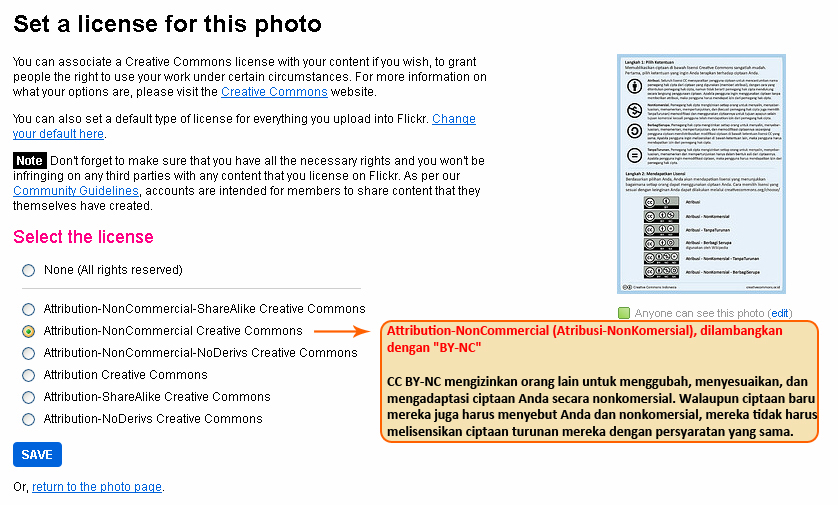 Set a license for this photo
You can associate a Creative Commons license with your content if you wish, to grant
people the right to use your work under certain circumstances. For more information on
what your options are, please visit the Creative Commons website.
You can also set a default type of license for everything you upload into Flickr. Change
your default here.
Note Don't forget to make sure that you have all the necessary rights and you won't be
infringing on any third parties with any content that you license on Flickr. As per our
Community Guidelines, accounts are intended for members to share content that they
themselves have created.
Select the license
None (All rights reserved)
Attribution-NonCommercial-ShareAlike Creative Commons
Attribution-NonCommercial Creative Commons
Attribution-NonCommercial-NoDerivs Creative Commons
Attribution Creative Commons
Attribution-ShareAlike Creative Commons
Attribution-NoDerivs Creative Commons
SAVE
Or, return to the photo page.
Langkah 1: Pilih Ketentuan
Langkah 2: Mendapatkan Lisensi
Atribusi
Atribusi - NonKomersial
Atribusi - TanpaTurunan
Atribusi - Berbagi Serupa
digunakan oleh Wikipedia
Atribusi - NonKomersial - TanpaTurunan
Atribusi - NonKomersial - BerbagiSerupa
Creative Commons Indonesia
creativecommons.or.id
Anyone can see this photo (edit)
Attribution-NonCommercial (Atribusi-NonKomersial), dilambangkan
dengan "BY-NC"
CC BY-NC mengizinkan orang lain untuk menggubah, menyesuaikan, dan
mengadaptasi ciptaan Anda secara nonkomersial. Walaupun ciptaan baru
mereka juga harus menyebut Anda dan nonkomersial, mereka tidak harus
melisensikan ciptaan turunan mereka dengan persyaratan yang sama.